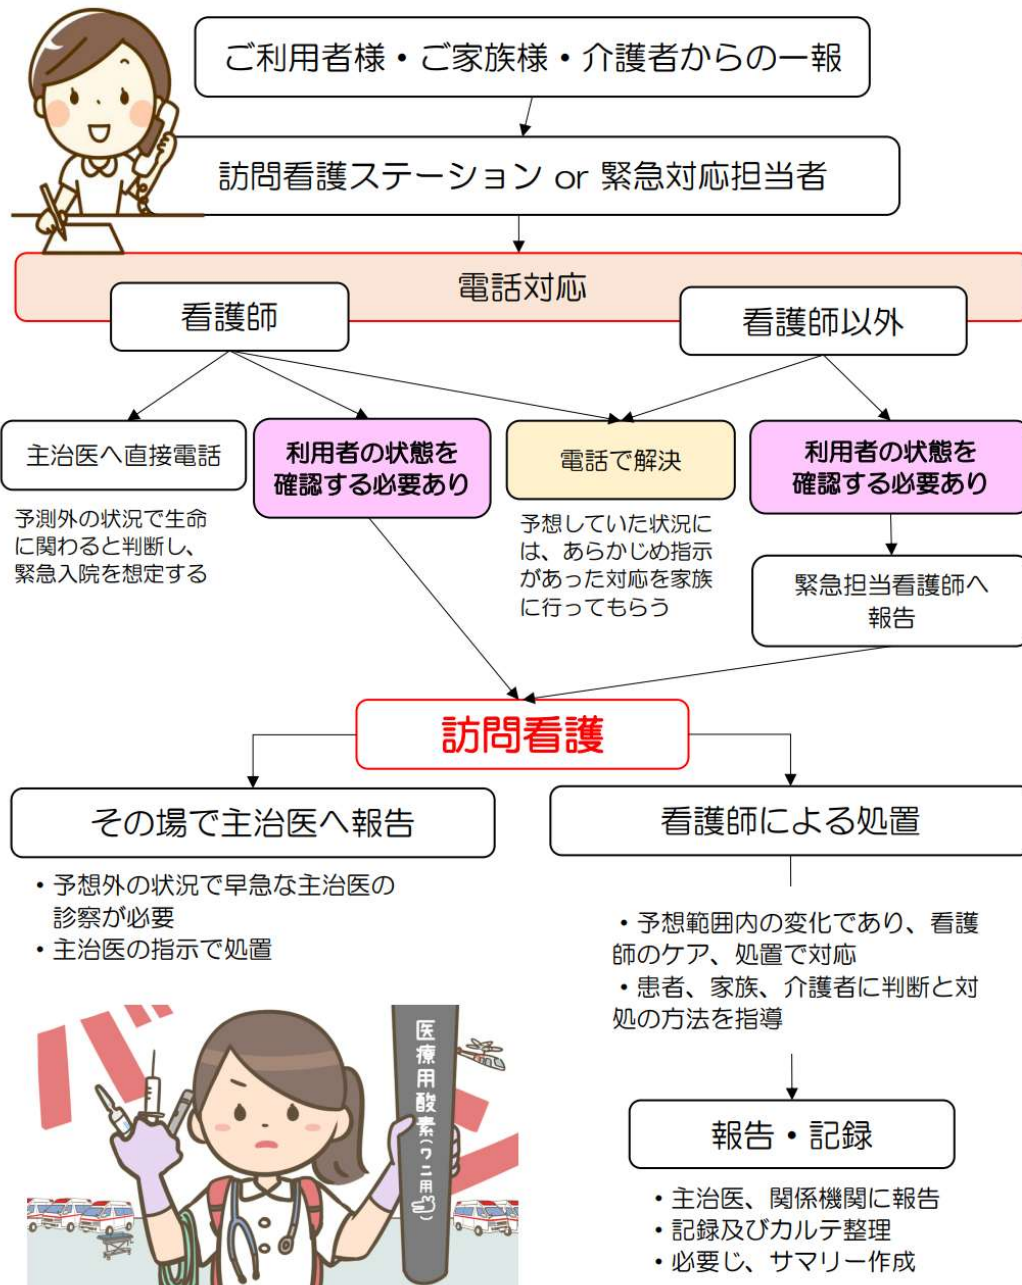 ご利用者様・ご家族様・介護者からの一報
訪問看護ステーション or 緊急対応担当者
電話対応
看護師
看護師以外
主治医へ直接電話
予測外の状況で生命
に関わると判断し、
緊急入院を想定する
利用者の状態を
確認する必要あり
電話で解決
予想していた状況に
は、あらかじめ指示
があった対応を家族
に行ってもらう
利用者の状態を
確認する必要あり
緊急担当看護師へ
報告
訪問看護
その場で主治医へ報告
・予想外の状況で早急な主治医の
診察が必要
・主治医の指示で処置
看護師による処置
・予想範囲内の変化であり、看護
師のケア、処置で対応
・患者、家族、介護者に判断と対
処の方法を指導
報告・記録
・主治医、関係機関に報告
・記録及びカルテ整理
・必要じ、サマリー作成
バン
医療用酸素(ワニ用)